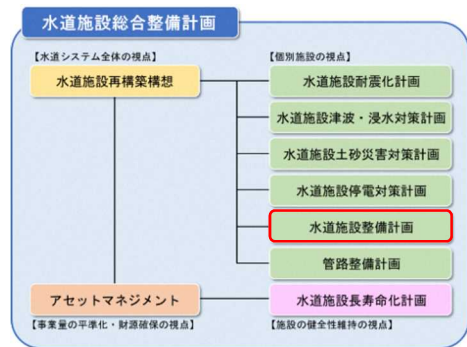 水道施設総合整備計画
【水道システム全体の視点】
【個別施設の視点】
水道施設再構築構想
水道施設耐震化計画
水道施設津波・浸水対策計画
水道施設土砂災害対策計画
水道施設停電対策計画
水道施設整備計画
管路整備計画
アセットマネジメント
水道施設長寿命化計画
【事業量の平準化・財源確保の視点】
【施設の健全性維持の視点】